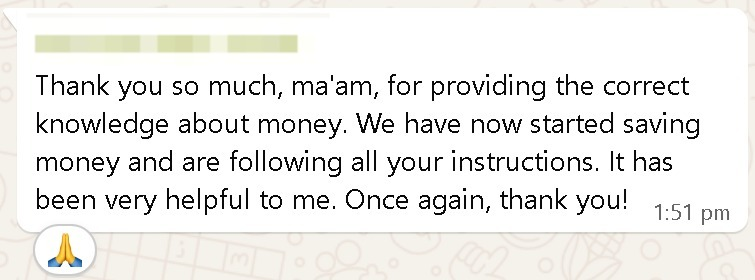 Thank you so much, ma'am, for providing the correct
knowledge about money. We have now started saving
money and are following all your instructions. It has
been very helpful to me. Once again, thank you!
1:51 pm